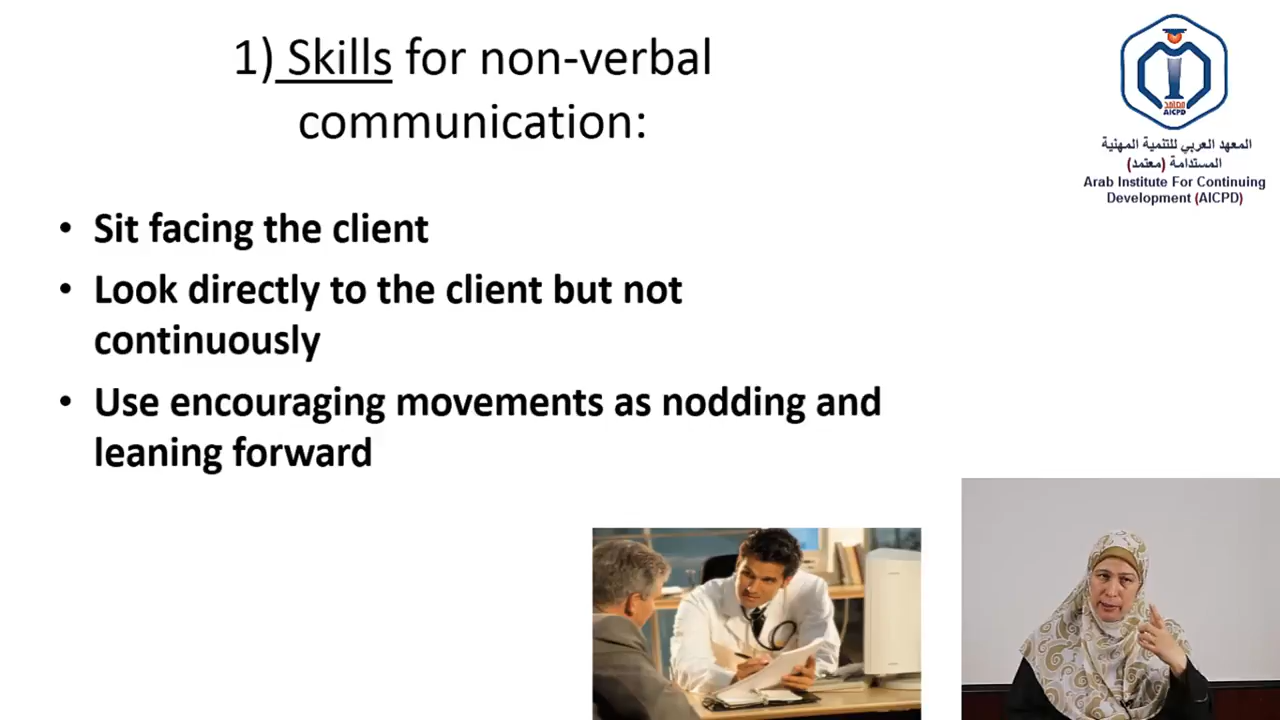 1) Skills for non-verbal
communication:
معتمد
AICPD
المعهد العربي للتنمية المهنية
المستدامة (معتمد)
Arab Institute For Continuing
Development (AICPD)
• Sit facing the client
• Look directly to the client but not
continuously
• Use encouraging movements as nodding and
leaning forward